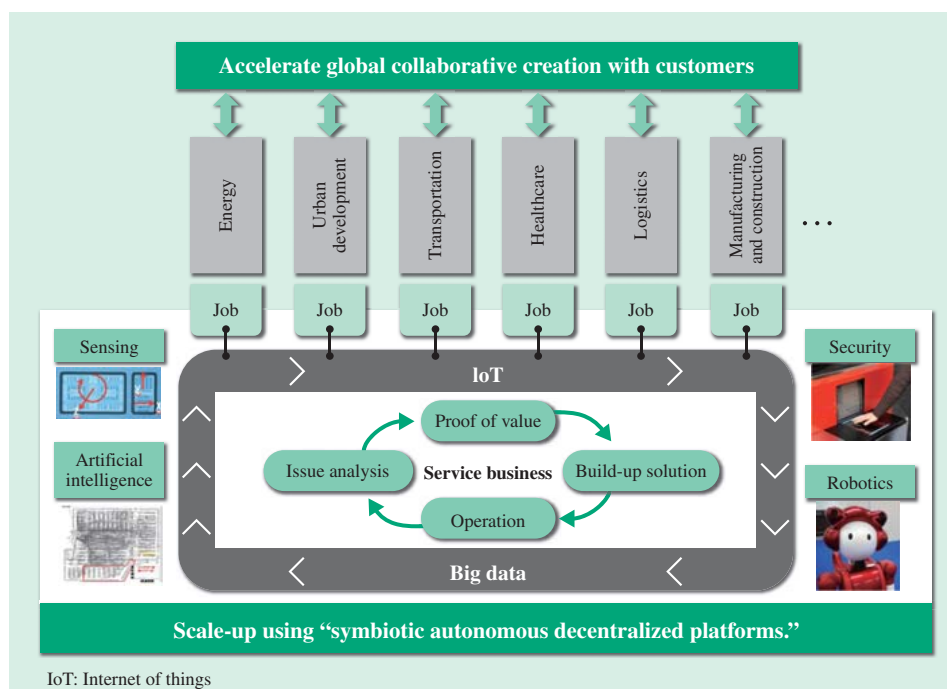 Accelerate global collaborative creation with customers
Energy
Urban
development
Transportation
Healthcare
Logistics
Manufacturing
and construction
...
Job
Job
Job
Job
Job
Job
Sensing
Security
IoT
Proof of value
Artificial
intelligence
Issue analysis
Service business
Build-up solution
Robotics
Operation
Big data
Scale-up using “symbiotic autonomous decentralized platforms.”
IoT: Internet of things